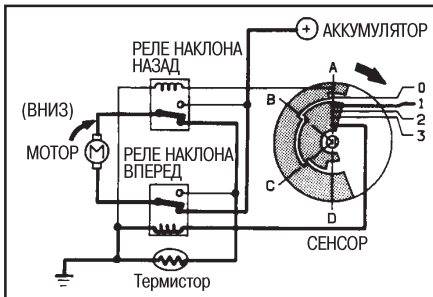 + АККУМУЛЯТОР
РЕЛЕ НАКЛОНА
НАЗАД
A
0
1
2
3
B
(ВНИЗ)
МОТОР
M
РЕЛЕ НАКЛОНА
ВПЕРЕД
C
D
СЕНСОР
Термистор